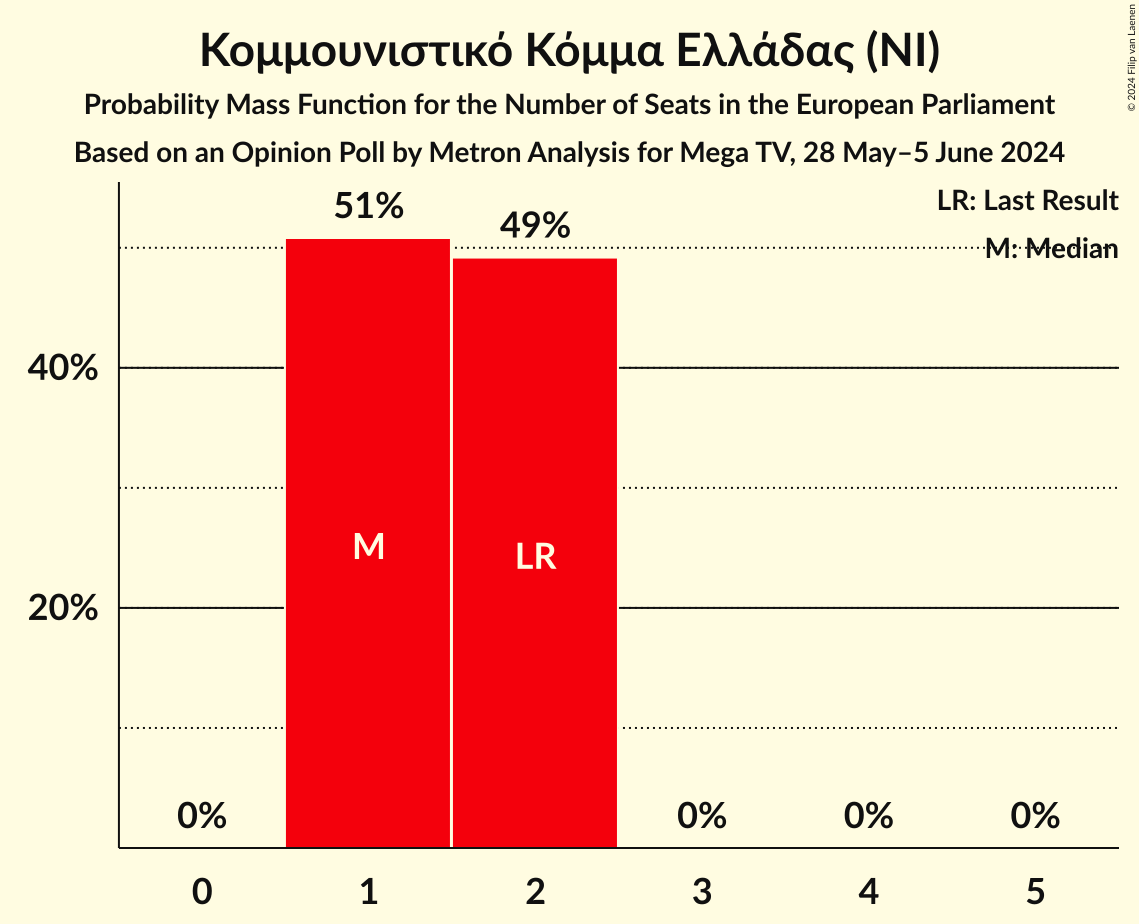 Κομμουνιστικό Κόμμα Ελλάδας (NI)
Probability Mass Function for the Number of Seats in the European Parliament
Based on an Opinion Poll by Metron Analysis for Mega TV, 28 May–5 June 2024
© 2024 Filip van Laenen
LR: Last Result
M: Median
51%
49%
40%
20%
M
LR
0%
0%
0%
0%
0
1
2
3
4
5